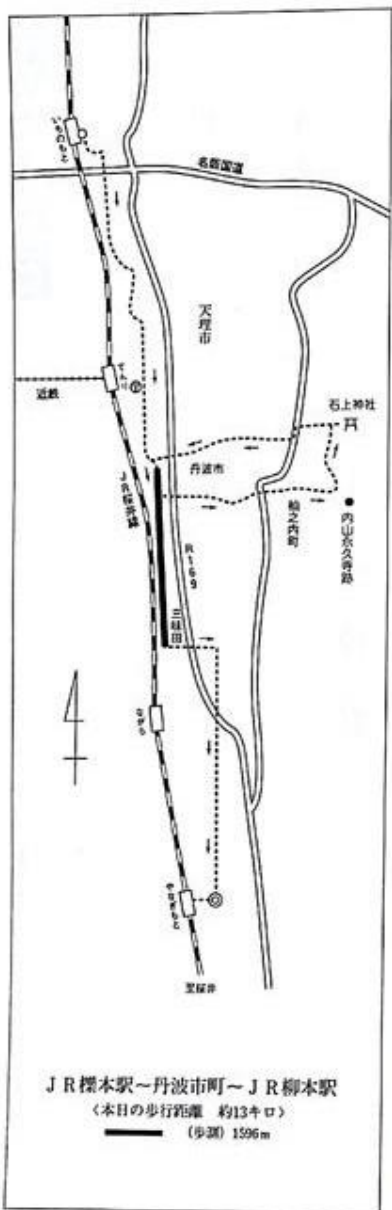 いちのもと
名阪国道
天理市
てんり
近鉄
石上神社
丹波市
JR桜井線
R169
杣之内町
内山永久寺跡
三昧田
ながら
やなぎもと
至桜井
JR櫟本駅〜丹波市町〜JR柳本駅
〈本日の歩行距離 約13キロ〉
(歩測) 1596m